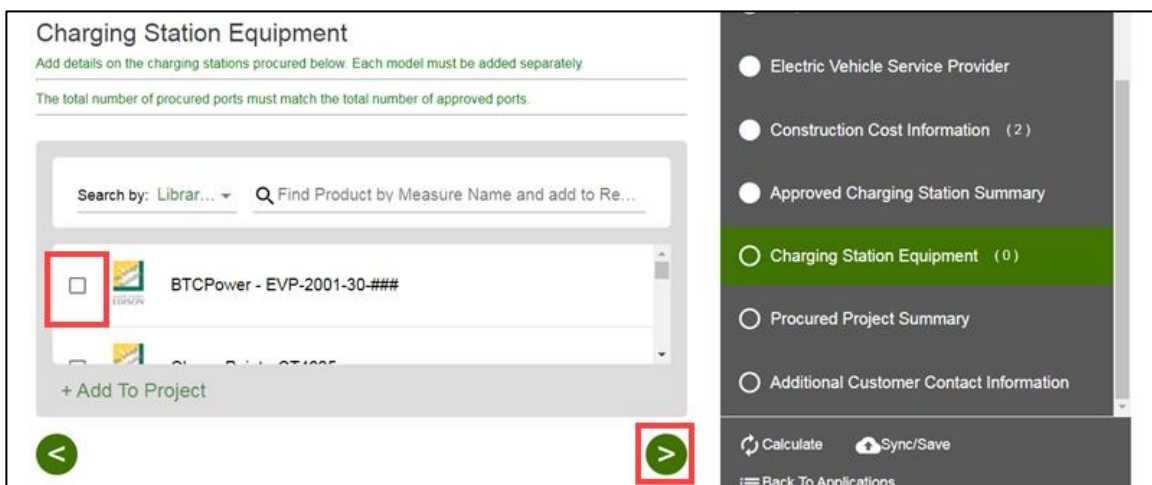 Charging Station Equipment
Add details on the charging stations procured below. Each model must be added separately.
The total number of procured ports must match the total number of approved ports.
Search by: Librar... Find Product by Measure Name and add to Re...
EDISON
BTCPower - EVP-2001-30-###
+ Add To Project
<
>
Electric Vehicle Service Provider
Construction Cost Information (2)
Approved Charging Station Summary
Charging Station Equipment (0)
Procured Project Summary
Additional Customer Contact Information
Calculate Sync/Save
Back To Applications